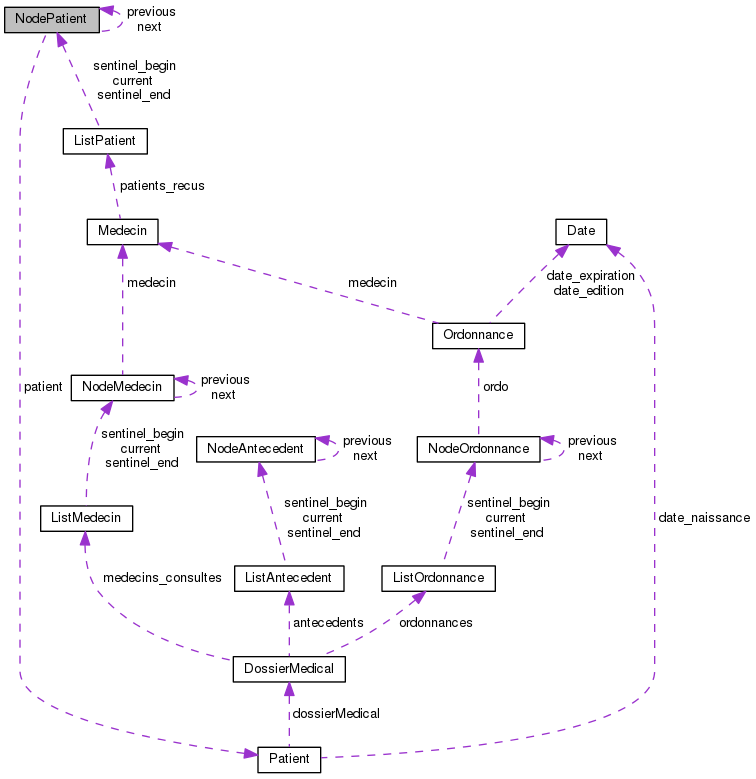 NodePatient
previous
next
sentinel_begin
current
sentinel_end
ListPatient
patients_recus
Medecin
Date
medecin
medecin
date_expiration
date_edition
Ordonnance
patient
NodeMedecin
previous
next
ordo
sentinel_begin
current
sentinel_end
NodeAntecedent
previous
next
NodeOrdonnance
previous
next
ListMedecin
sentinel_begin
current
sentinel_end
sentinel_begin
current
sentinel_end
date_naissance
medecins_consultes
ListAntecedent
ListOrdonnance
antecedents
ordonnances
DossierMedical
dossierMedical
Patient